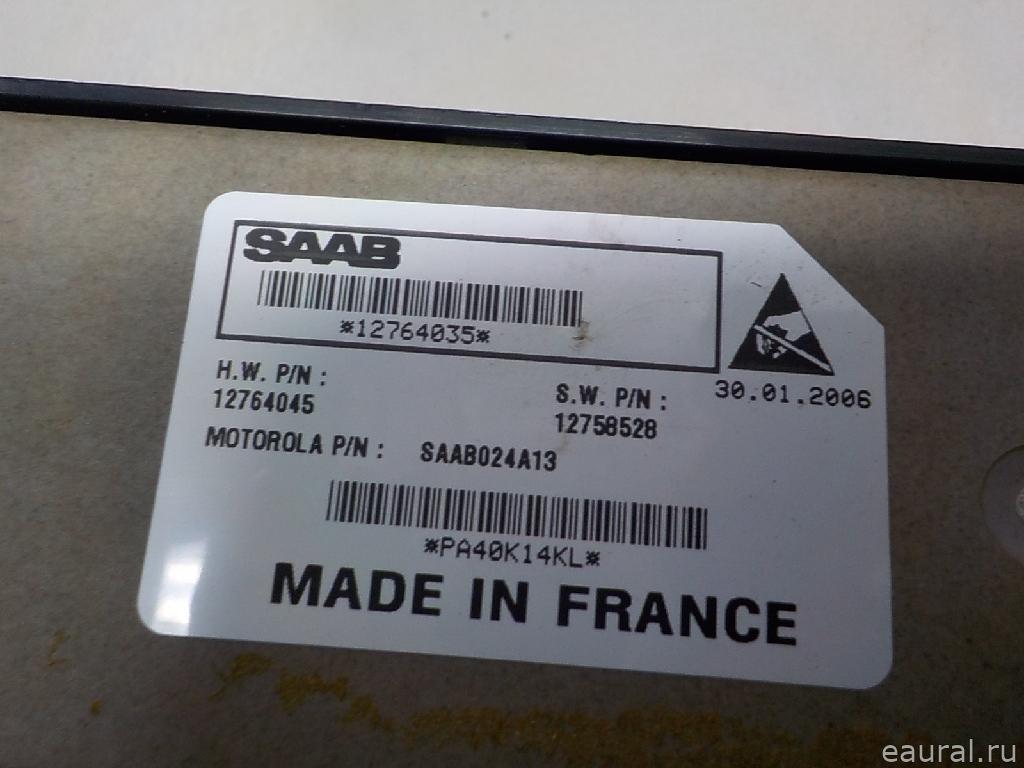 SAAB
*12764035*
H.W. P/N :
12764045
S.W. P/N :
12758528
30.01.2006
MOTOROLA P/N : SAAB024A13
*PA40K14KL*
MADE IN FRANCE
eaural.ru